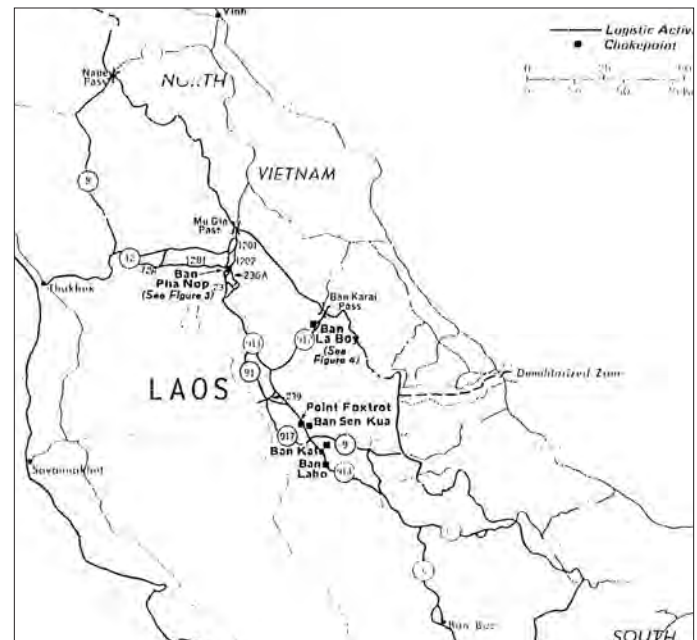 Vinh
Logistic Activ
Chokepoint
Nape
Pass
NORTH
VIETNAM
8
Mu Gia
Pass
1201
12
1281
1202
Ban
236A
Pha Nop
(See Figure 3)
23
Thakhek
Ban Karai
Pass
Ban
La Boy
(See
Figure 4)
911
912
91
LAOS
239
Demilitarized Zone
Point Foxtrot
Ban Sen Kua
917
9
Ban
Laho
914
Savannakhet
SOUTH